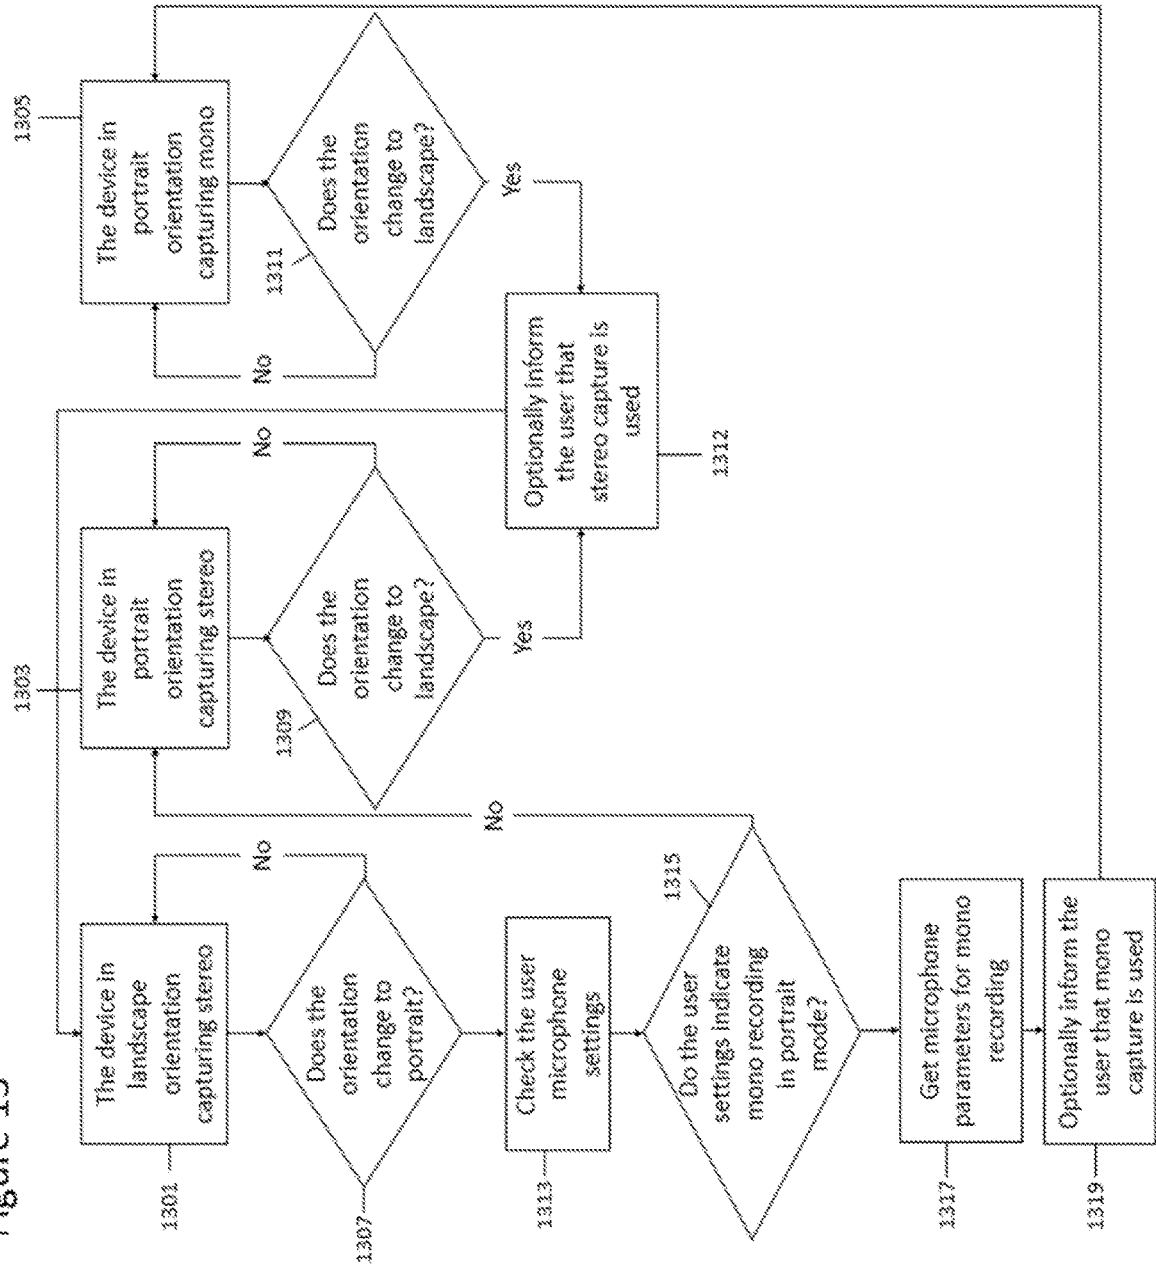 Figure 13
1301
The device in
landscape
orientation
capturing stereo
1307
Does the
orientation
change to
portrait?
No
1313
Check the user
microphone
settings
1315
Do the user
settings indicate
mono recording
in portrait
mode?
No
1317
Get microphone
parameters for mono
recording
1319
Optionally inform the
user that mono
capture is used
1303
The device in
portrait
orientation
capturing stereo
1309
Does the
orientation
change to
landscape?
No
Yes
1312
Optionally inform
the user that
stereo capture is
used
1305
The device in
portrait
orientation
capturing mono
1311
Does the
orientation
change to
landscape?
No
Yes